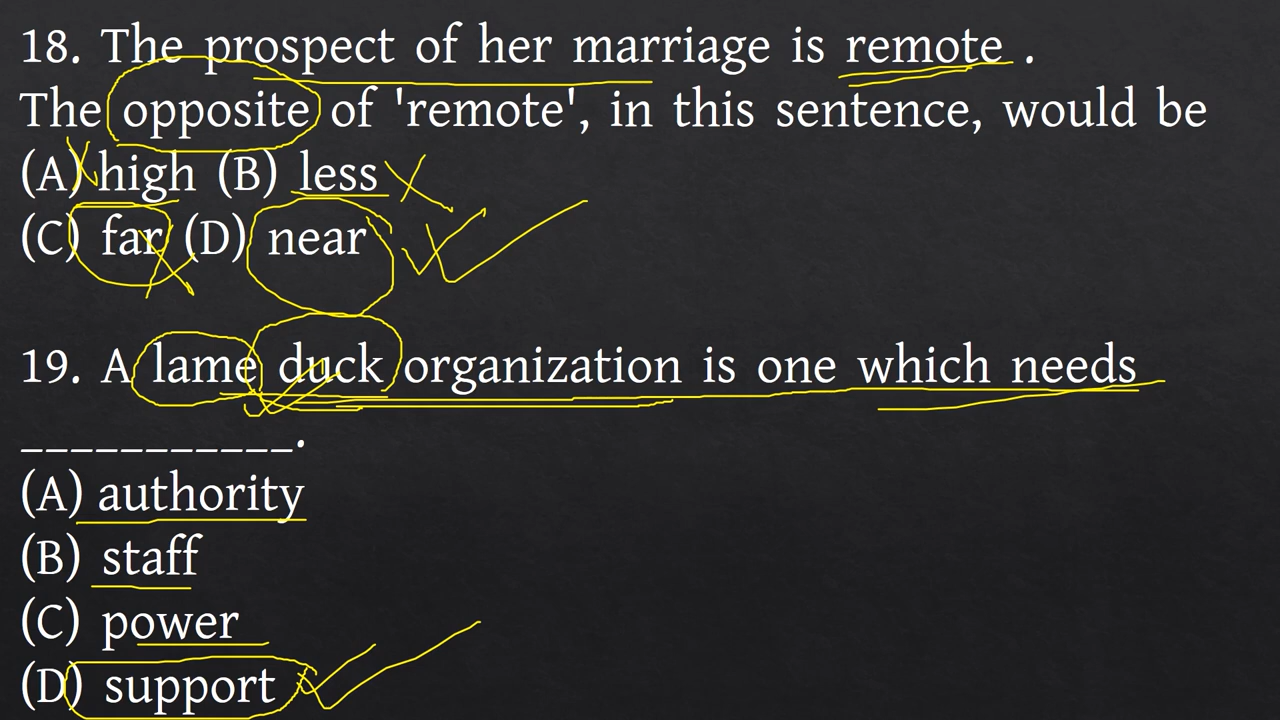 18. The prospect of her marriage is remote .
The opposite of 'remote', in this sentence, would be
(A) high (B) less
(C) far (D) near
19. A lame duck organization is one which needs
___________.
(A) authority
(B) staff
(C) power
(D) support